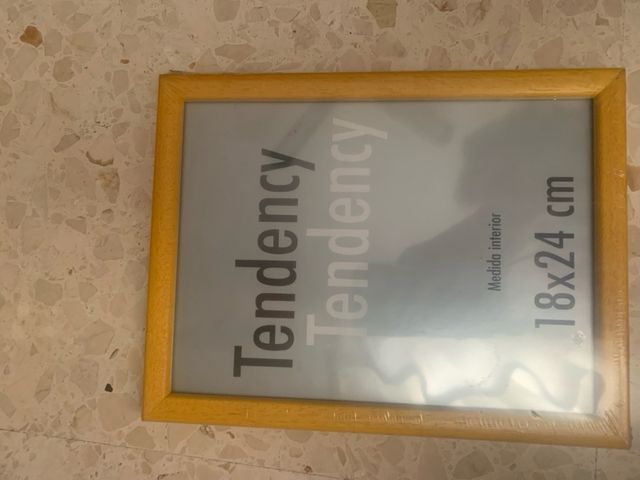 Tendency
Tendency
Medida interior
18x24 cm